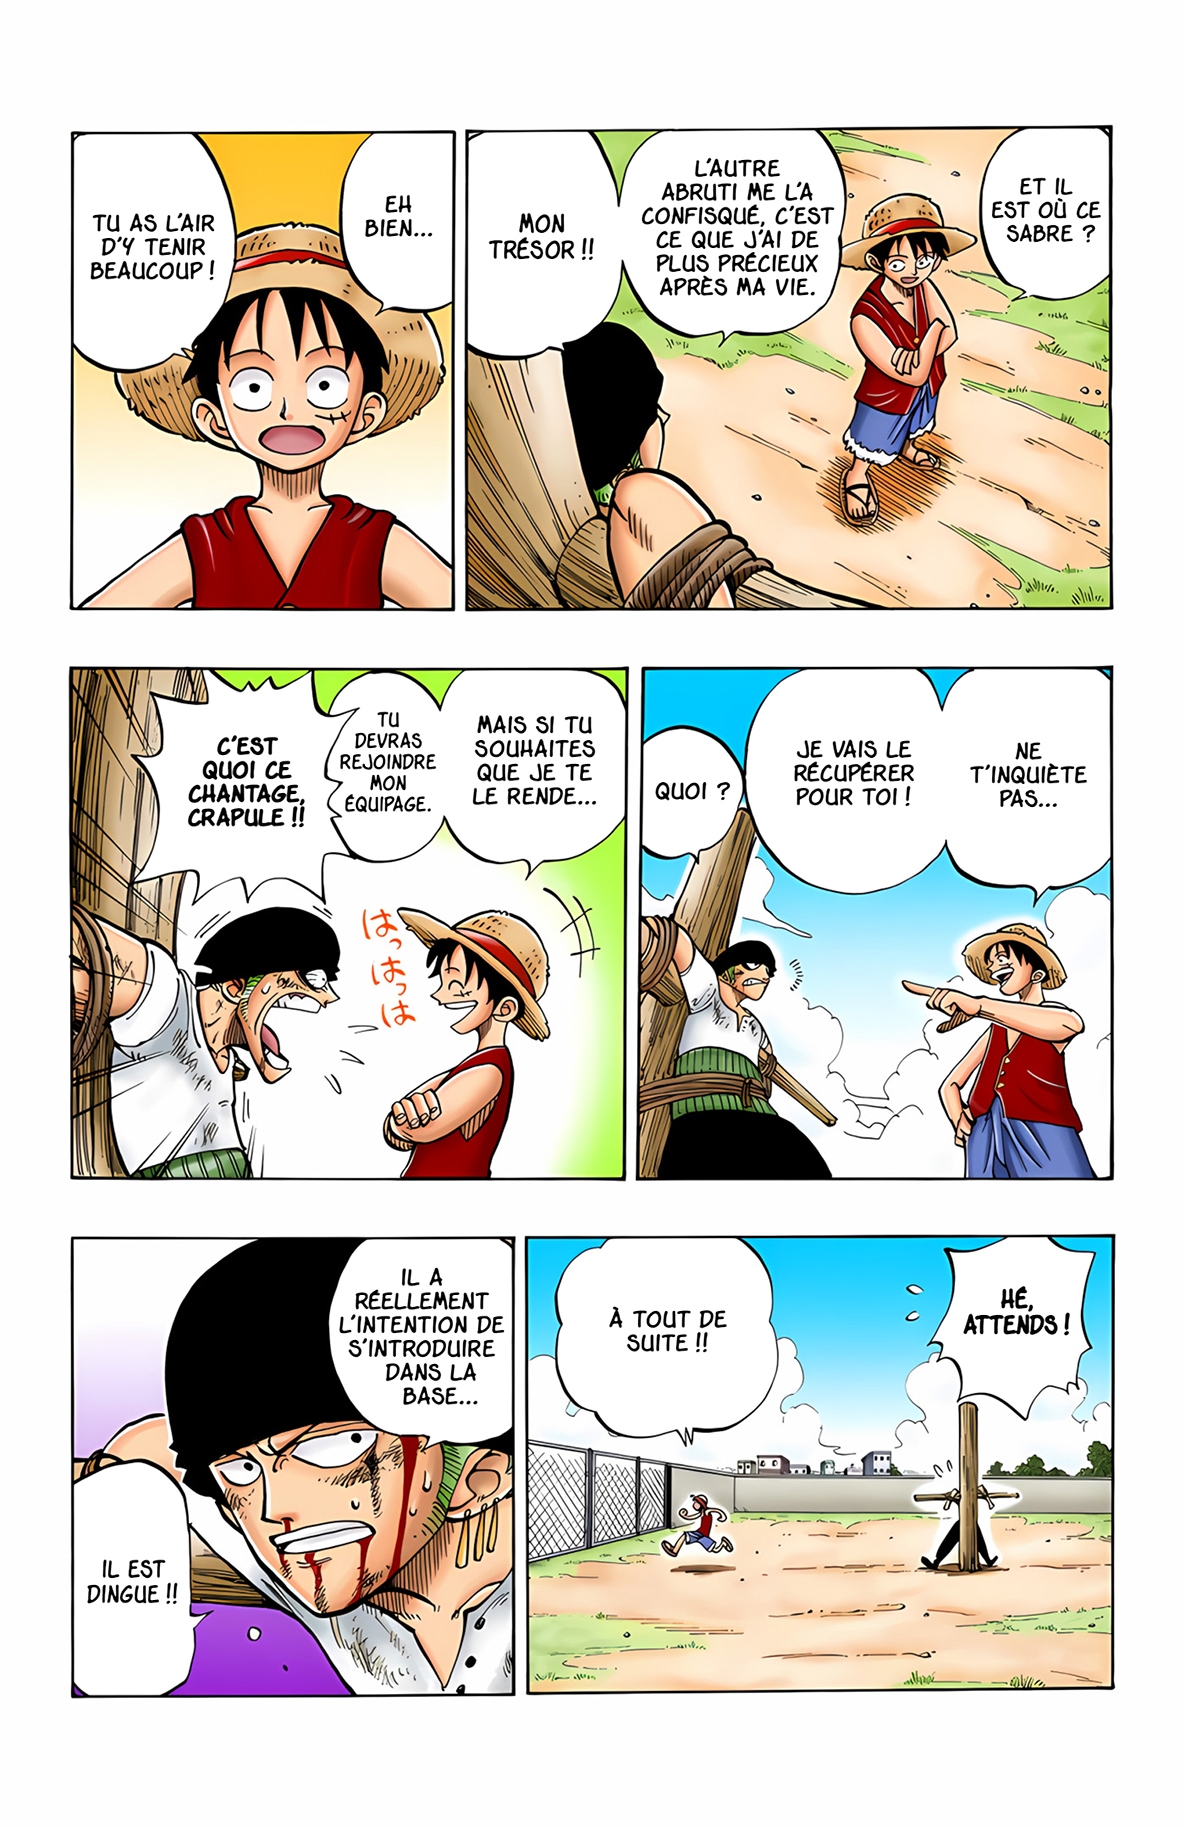 ET IL
EST OÙ CE
SABRE ?
L'AUTRE
ABRUTI ME L'A
CONFISQUÉ, C'EST
CE QUE J'AI DE
PLUS PRÉCIEUX
APRÈS MA VIE.
MON
TRÉSOR !!
EH
BIEN...
TU AS L'AIR
D'Y TENIR
BEAUCOUP !
NE
T'INQUIÈTE
PAS...
JE VAIS LE
RÉCUPÉRER
POUR TOI !
QUOI ?
MAIS SI TU
SOUHAITES
QUE JE TE
LE RENDE...
TU
DEVRAS
REJOINDRE
MON
ÉQUIPAGE.
C'EST
QUOI CE
CHANTAGE,
CRAPULE !!
はっはっは
HÉ,
ATTENDS !
À TOUT DE
SUITE !!
IL A
RÉELLEMENT
L'INTENTION DE
S'INTRODUIRE
DANS LA
BASE...
IL EST
DINGUE !!